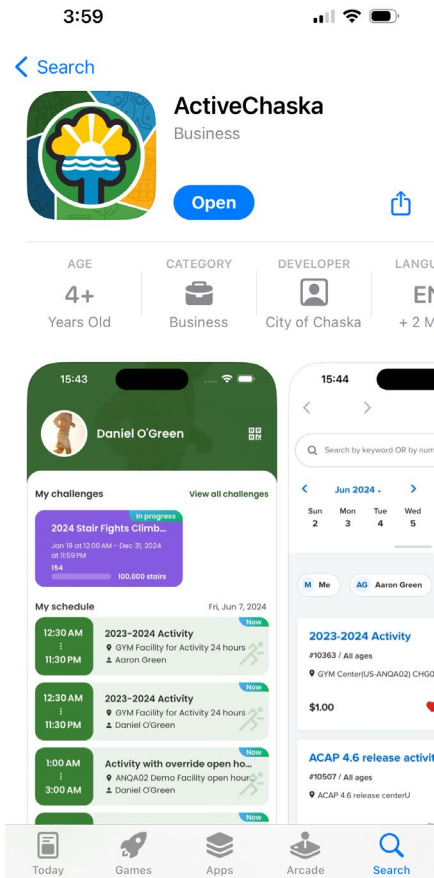 3:59
Search
ActiveChaska
Business
Open
AGE
4+
Years Old
CATEGORY
Business
DEVELOPER
City of Chaska
LANGU
EN
+ 2 M
15:43
Daniel O'Green
My challenges
View all challenges
In progress
2024 Stair Fights Climb...
Jan 19 at 12:00 AM - Dec 31, 2024
at 11:59 PM
154
100,000 stairs
My schedule
Fri, Jun 7, 2024
Now
12:30 AM
11:30 PM
2023-2024 Activity
GYM Facility for Activity 24 hours
Aaron Green
Now
12:30 AM
11:30 PM
2023-2024 Activity
GYM Facility for Activity 24 hours
Daniel O'Green
Now
1:00 AM
3:00 AM
Activity with override open ho...
ANQA02 Demo Facility open hour...
Daniel O'Green
Now
15:44
Search by keyword OR by num
Jun 2024
Sun Mon Tue Wed
2 3 4 5
M Me
AG Aaron Green
2023-2024 Activity
#10363 / All ages
GYM Center(US-ANQA02) CHG0
$1.00
ACAP 4.6 release activit
#10507 / All ages
ACAP 4.6 release centerU
Today
Games
Apps
Arcade
Search